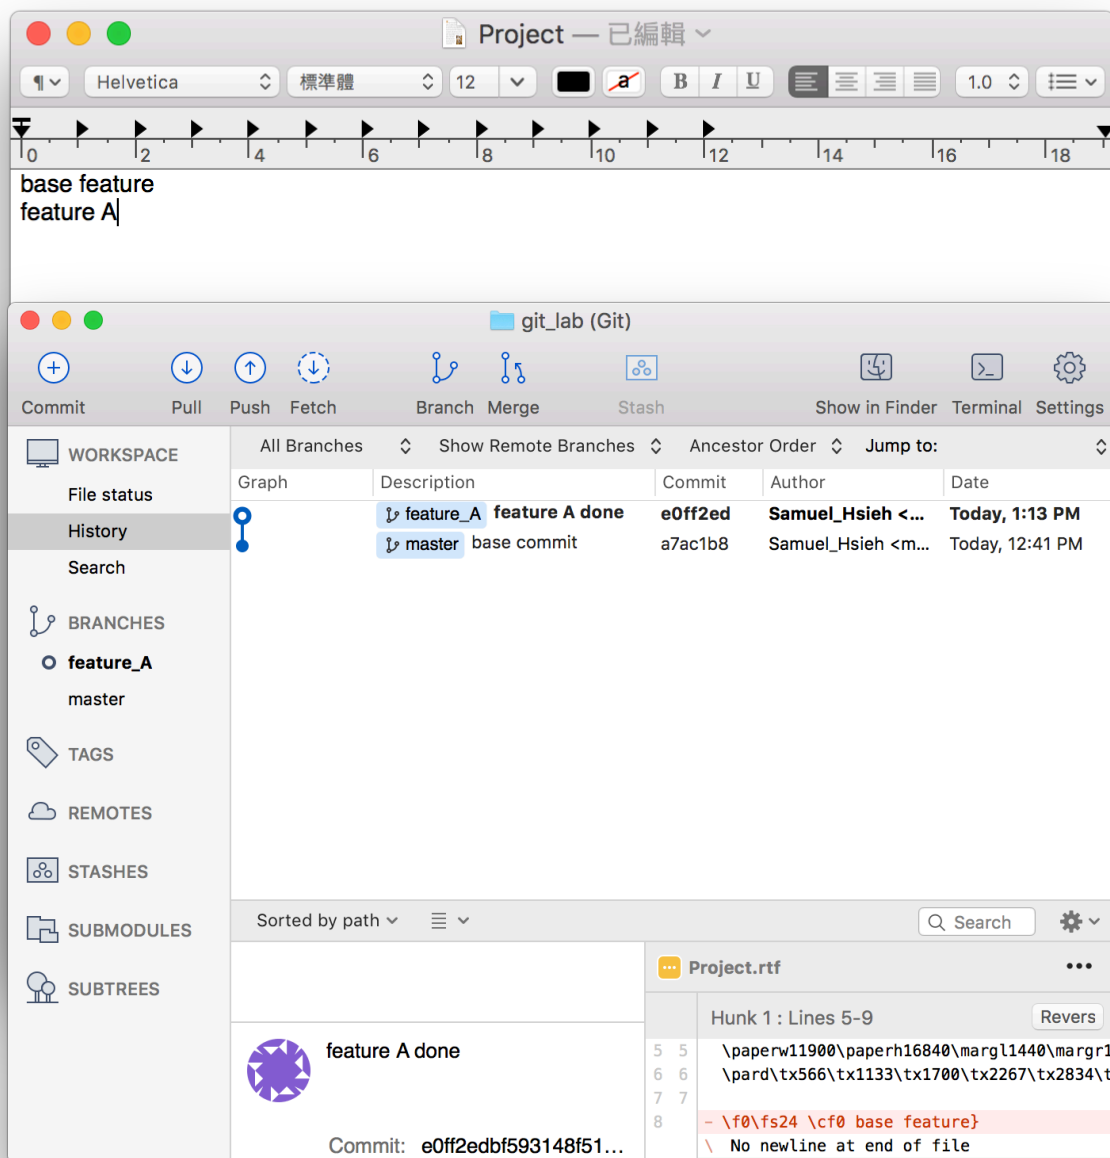 Project — 已編輯
¶ Helvetica 標準體 12 a B I U 1.0
0 2 4 6 8 10 12 14 16 18
base feature
feature A
git_lab (Git)
Commit Pull Push Fetch Branch Merge Stash Show in Finder Terminal Settings
WORKSPACE
File status
History
Search
BRANCHES
feature_A
master
TAGS
REMOTES
STASHES
SUBMODULES
SUBTREES
All Branches Show Remote Branches Ancestor Order Jump to:
Graph Description Commit Author Date
feature_A feature A done e0ff2ed Samuel_Hsieh <... Today, 1:13 PM
master base commit a7ac1b8 Samuel_Hsieh <m... Today, 12:41 PM
Sorted by path Search
feature A done
Commit: e0ff2edbf593148f51...
Project.rtf
Hunk 1 : Lines 5-9 Revers
5 5 \paperw11900\paperh16840\margl1440\margr1
6 6 \pard\tx566\tx1133\tx1700\tx2267\tx2834\t
7 7
8 - \f0\fs24 \cf0 base feature}
\ No newline at end of file